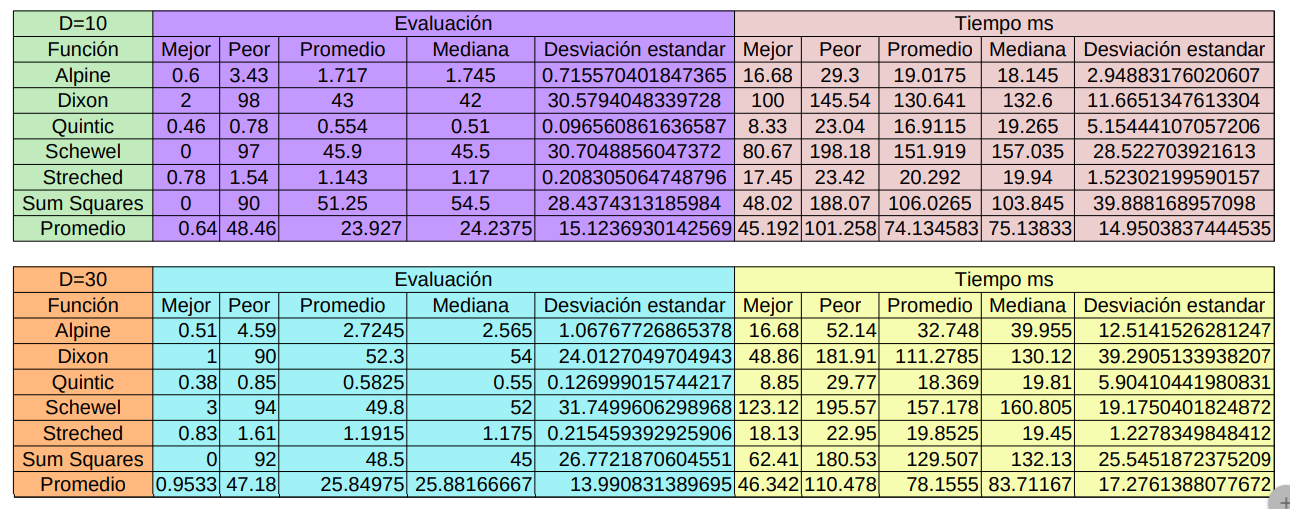 D=10 Evaluación Tiempo ms
Función Mejor Peor Promedio Mediana Desviación estandar Mejor Peor Promedio Mediana Desviación estandar
Alpine 0.6 3.43 1.717 1.745 0.715570401847365 16.68 29.3 19.0175 18.145 2.94883176020607
Dixon 2 98 43 42 30.5794048339728 100 145.54 130.641 132.6 11.6651347613304
Quintic 0.46 0.78 0.554 0.51 0.096560861636587 8.33 23.04 16.9115 19.265 5.15444107057206
Schewel 0 97 45.9 45.5 30.7048856047372 80.67 198.18 151.919 157.035 28.522703921613
Streched 0.78 1.54 1.143 1.17 0.208305064748796 17.45 23.42 20.292 19.94 1.52302199590157
Sum Squares 0 90 51.25 54.5 28.4374313185984 48.02 188.07 106.0265 103.845 39.888168957098
Promedio 0.64 48.46 23.927 24.2375 15.1236930142569 45.192 101.258 74.134583 75.13833 14.9503837444535
D=30 Evaluación Tiempo ms
Función Mejor Peor Promedio Mediana Desviación estandar Mejor Peor Promedio Mediana Desviación estandar
Alpine 0.51 4.59 2.7245 2.565 1.06767726865378 16.68 52.14 32.748 39.955 12.5141526281247
Dixon 1 90 52.3 54 24.0127049704943 48.86 181.91 111.2785 130.12 39.2905133938207
Quintic 0.38 0.85 0.5825 0.55 0.126999015744217 8.85 29.77 18.369 19.81 5.90410441980831
Schewel 3 94 49.8 52 31.7499606298968 123.12 195.57 157.178 160.805 19.1750401824872
Streched 0.83 1.61 1.1915 1.175 0.215459392925906 18.13 22.95 19.8525 19.45 1.2278349848412
Sum Squares 0 92 48.5 45 26.7721870604551 62.41 180.53 129.507 132.13 25.5451872375209
Promedio 0.9533 47.18 25.84975 25.88166667 13.990831389695 46.342 110.478 78.1555 83.71167 17.2761388077672